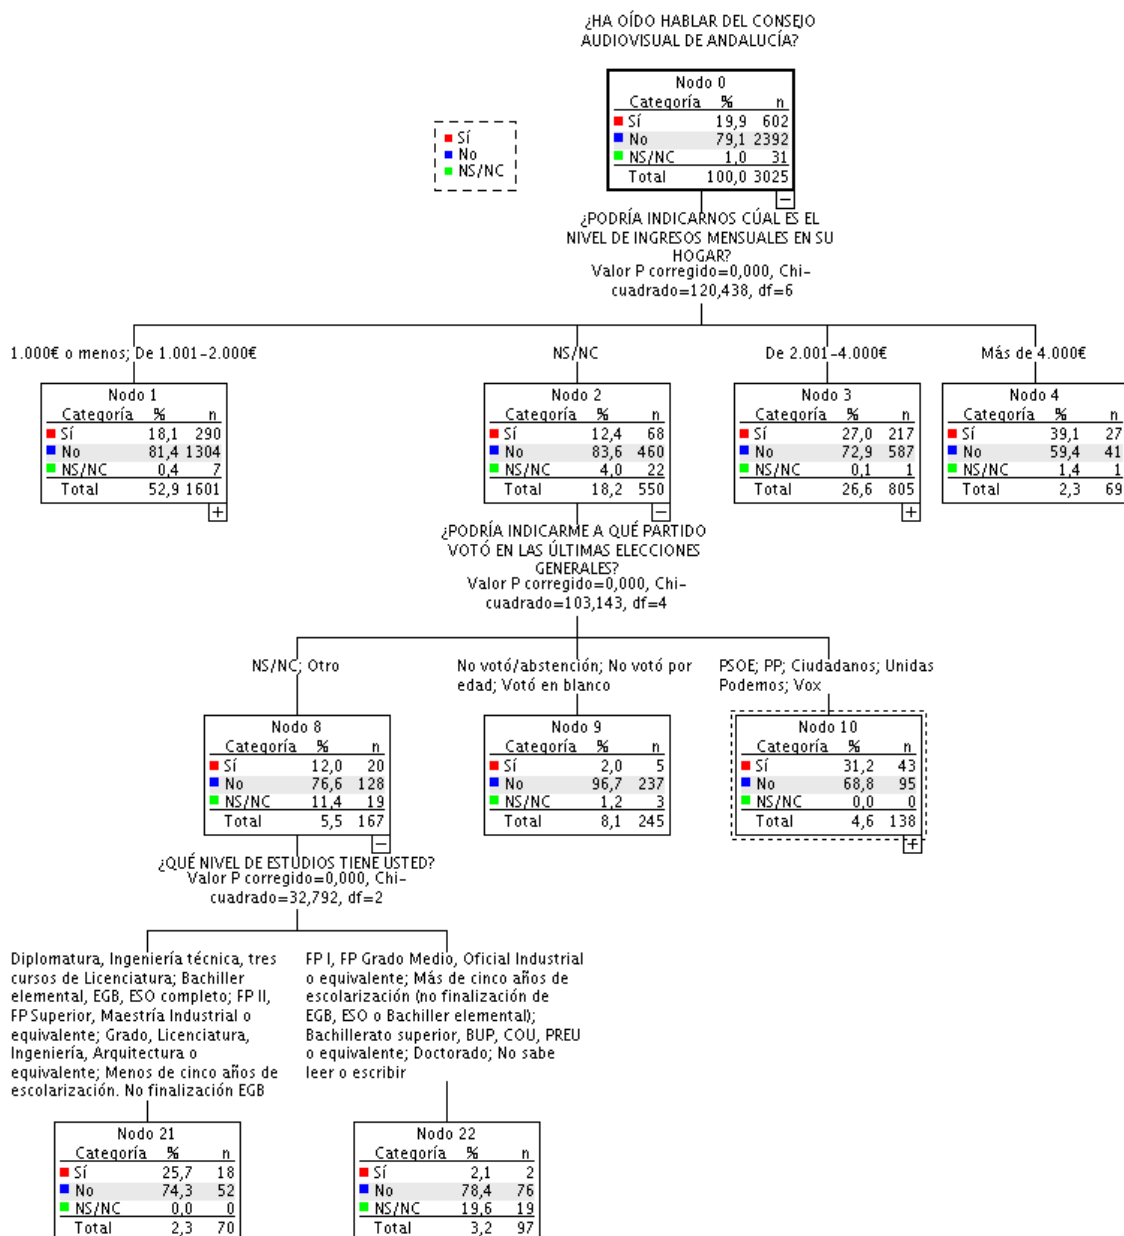 ¿HA OÍDO HABLAR DEL CONSEJO
AUDIOVISUAL DE ANDALUCÍA?
Nodo 0
Categoría % n
Sí 19,9 602
No 79,1 2392
NS/NC 1,0 31
Total 100,0 3025
Sí
No
NS/NC
¿PODRÍA INDICARNOS CÚAL ES EL
NIVEL DE INGRESOS MENSUALES EN SU
HOGAR?
Valor P corregido=0,000, Chi-
cuadrado=120,438, df=6
1.000€ o menos; De 1.001-2.000€
NS/NC
De 2.001-4.000€
Más de 4.000€
Nodo 1
Categoría % n
Sí 18,1 290
No 81,4 1304
NS/NC 0,4 7
Total 52,9 1601
Nodo 2
Categoría % n
Sí 12,4 68
No 83,6 460
NS/NC 4,0 22
Total 18,2 550
Nodo 3
Categoría % n
Sí 27,0 217
No 72,9 587
NS/NC 0,1 1
Total 26,6 805
Nodo 4
Categoría % n
Sí 39,1 27
No 59,4 41
NS/NC 1,4 1
Total 2,3 69
¿PODRÍA INDICARME A QUÉ PARTIDO
VOTÓ EN LAS ÚLTIMAS ELECCIONES
GENERALES?
Valor P corregido=0,000, Chi-
cuadrado=103,143, df=4
NS/NC; Otro
No votó/abstención; No votó por
edad; Votó en blanco
PSOE; PP; Ciudadanos; Unidas
Podemos; Vox
Nodo 8
Categoría % n
Sí 12,0 20
No 76,6 128
NS/NC 11,4 19
Total 5,5 167
Nodo 9
Categoría % n
Sí 2,0 5
No 96,7 237
NS/NC 1,2 3
Total 8,1 245
Nodo 10
Categoría % n
Sí 31,2 43
No 68,8 95
NS/NC 0,0 0
Total 4,6 138
¿QUÉ NIVEL DE ESTUDIOS TIENE USTED?
Valor P corregido=0,000, Chi-
cuadrado=32,792, df=2
Diplomatura, Ingeniería técnica, tres
cursos de Licenciatura; Bachiller
elemental, EGB, ESO completo; FP II,
FP Superior, Maestría Industrial o
equivalente; Grado, Licenciatura,
Ingeniería, Arquitectura o
equivalente; Menos de cinco años de
escolarización. No finalización EGB
FP I, FP Grado Medio, Oficial Industrial
o equivalente; Más de cinco años de
escolarización (no finalización de
EGB, ESO o Bachiller elemental);
Bachillerato superior, BUP, COU, PREU
o equivalente; Doctorado; No sabe
leer o escribir
Nodo 21
Categoría % n
Sí 25,7 18
No 74,3 52
NS/NC 0,0 0
Total 2,3 70
Nodo 22
Categoría % n
Sí 2,1 2
No 78,4 76
NS/NC 19,6 19
Total 3,2 97